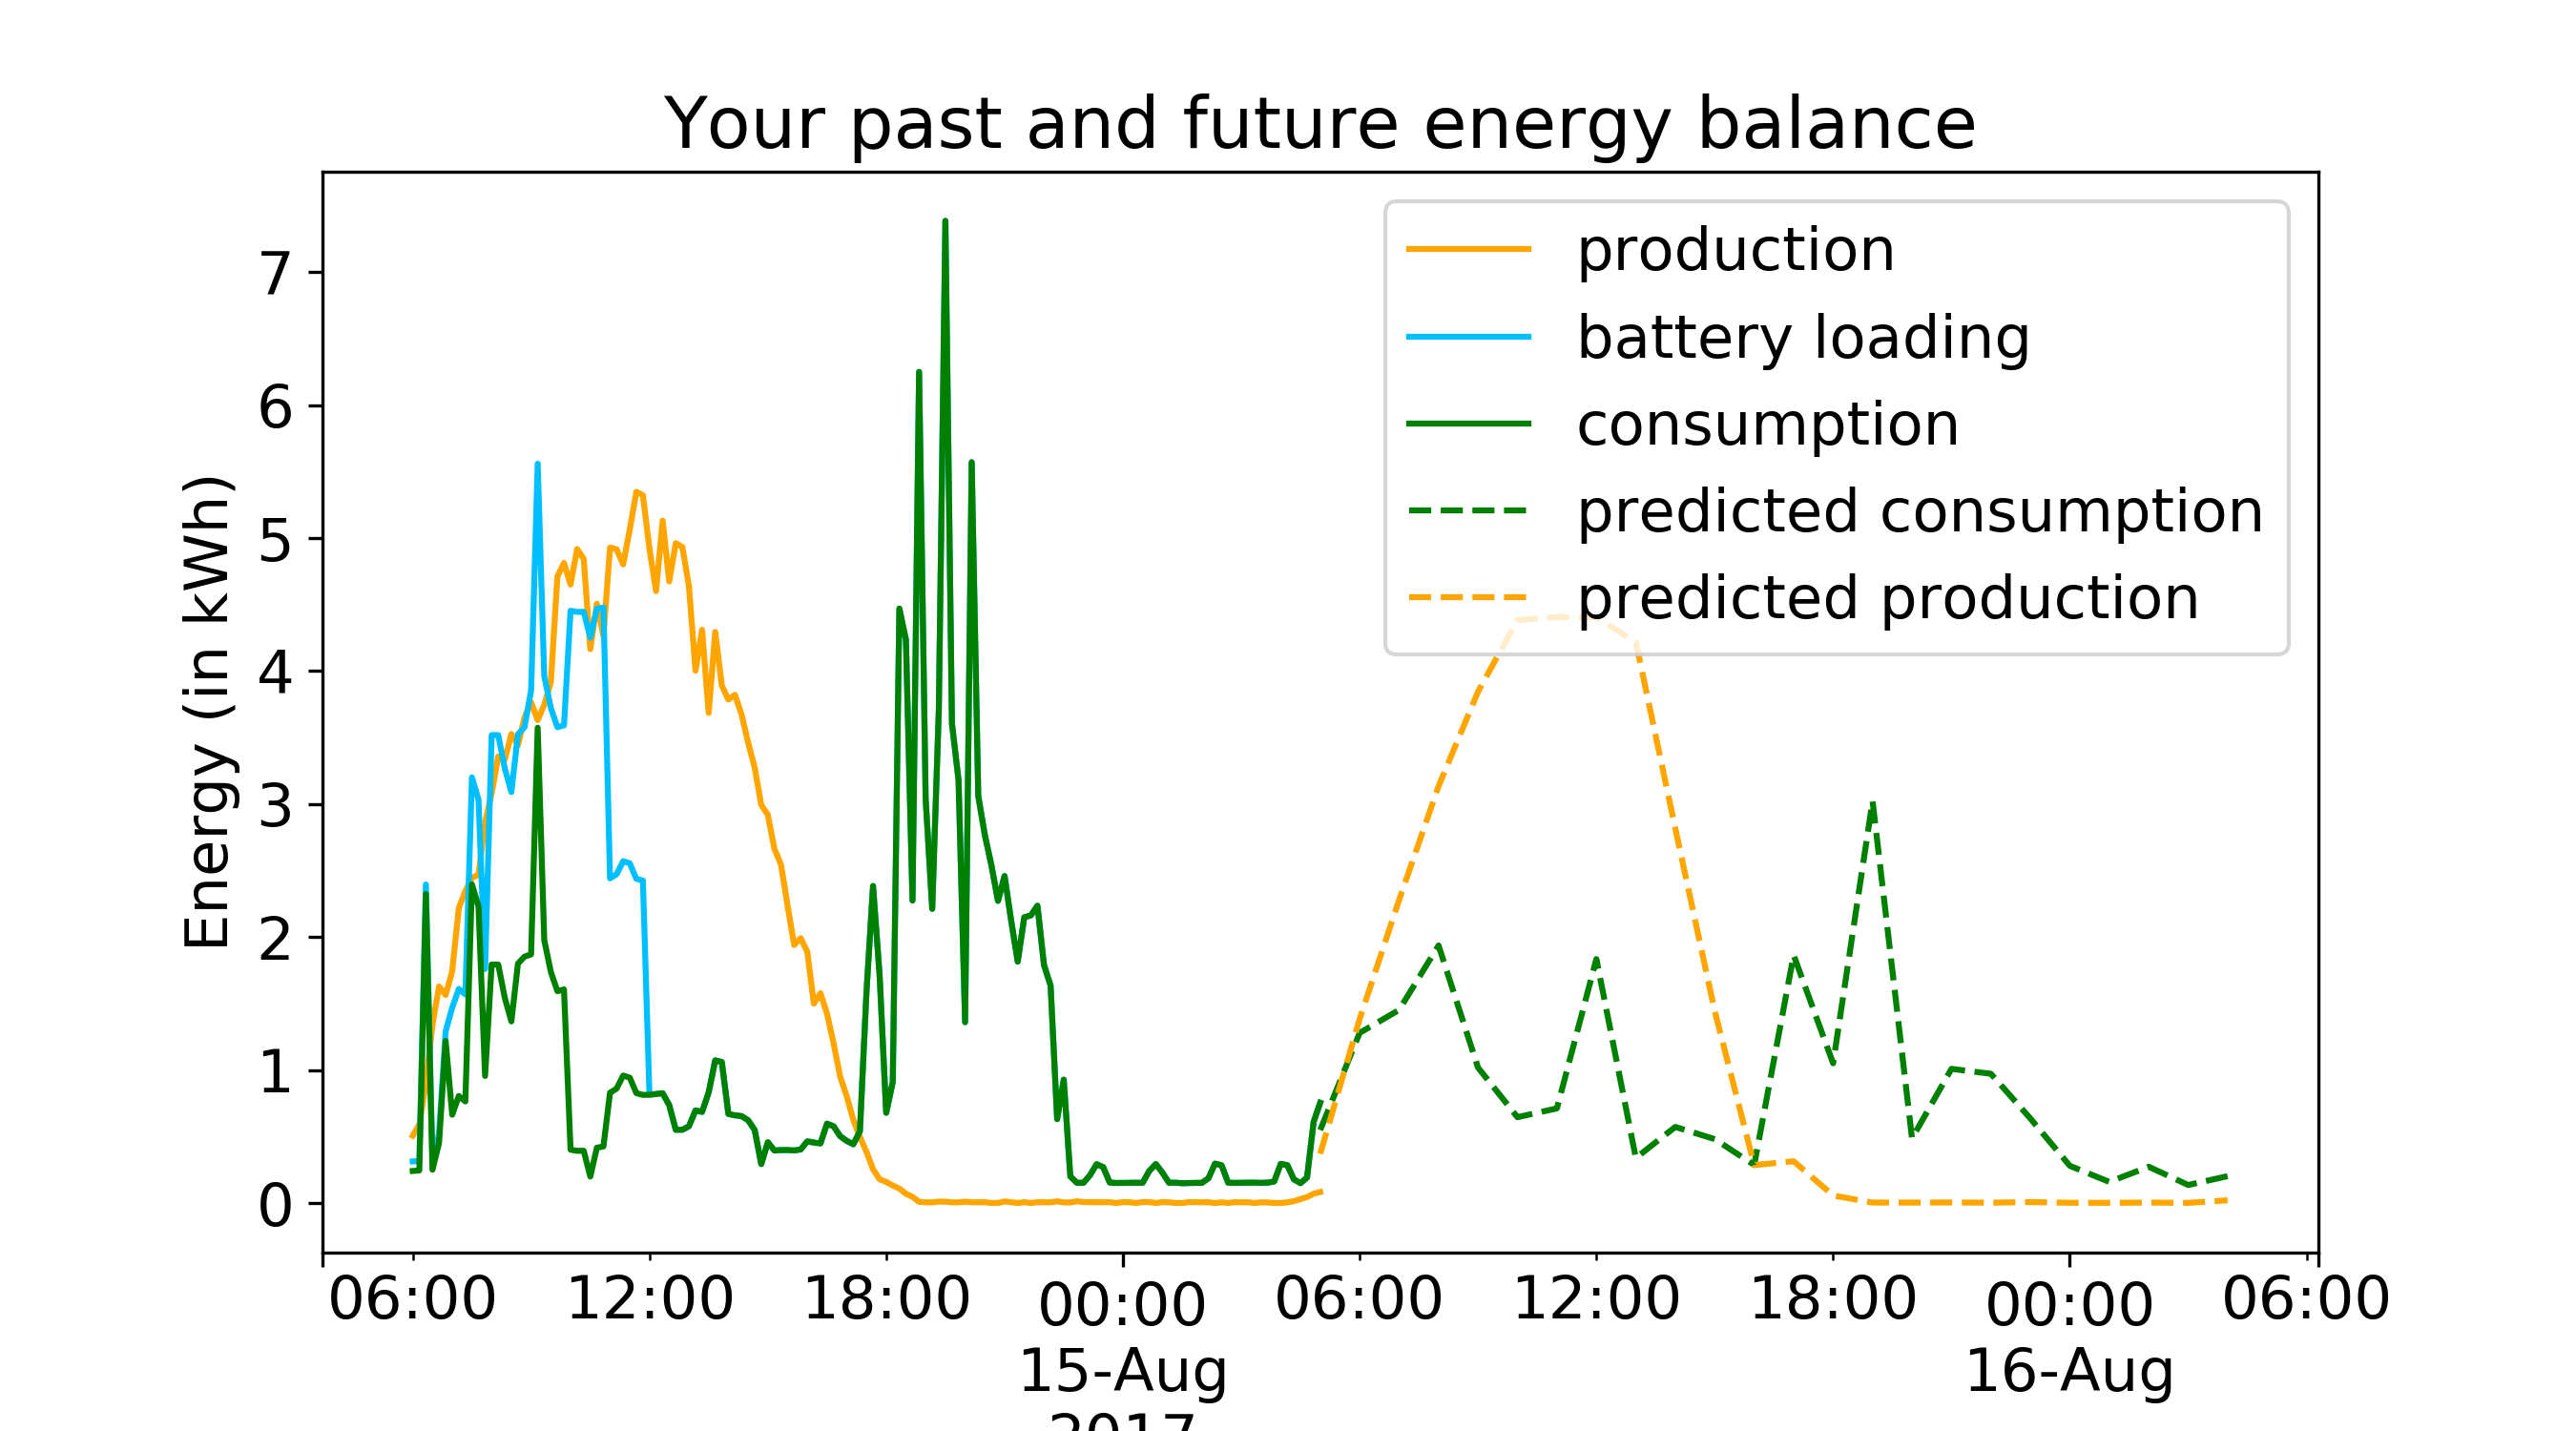 Your past and future energy balance
Energy (in kWh)
7
6
5
4
3
2
1
0
production
battery loading
consumption
predicted consumption
predicted production
06:00 12:00 18:00 00:00 06:00 12:00 18:00 00:00 06:00
15-Aug 16-Aug
2017